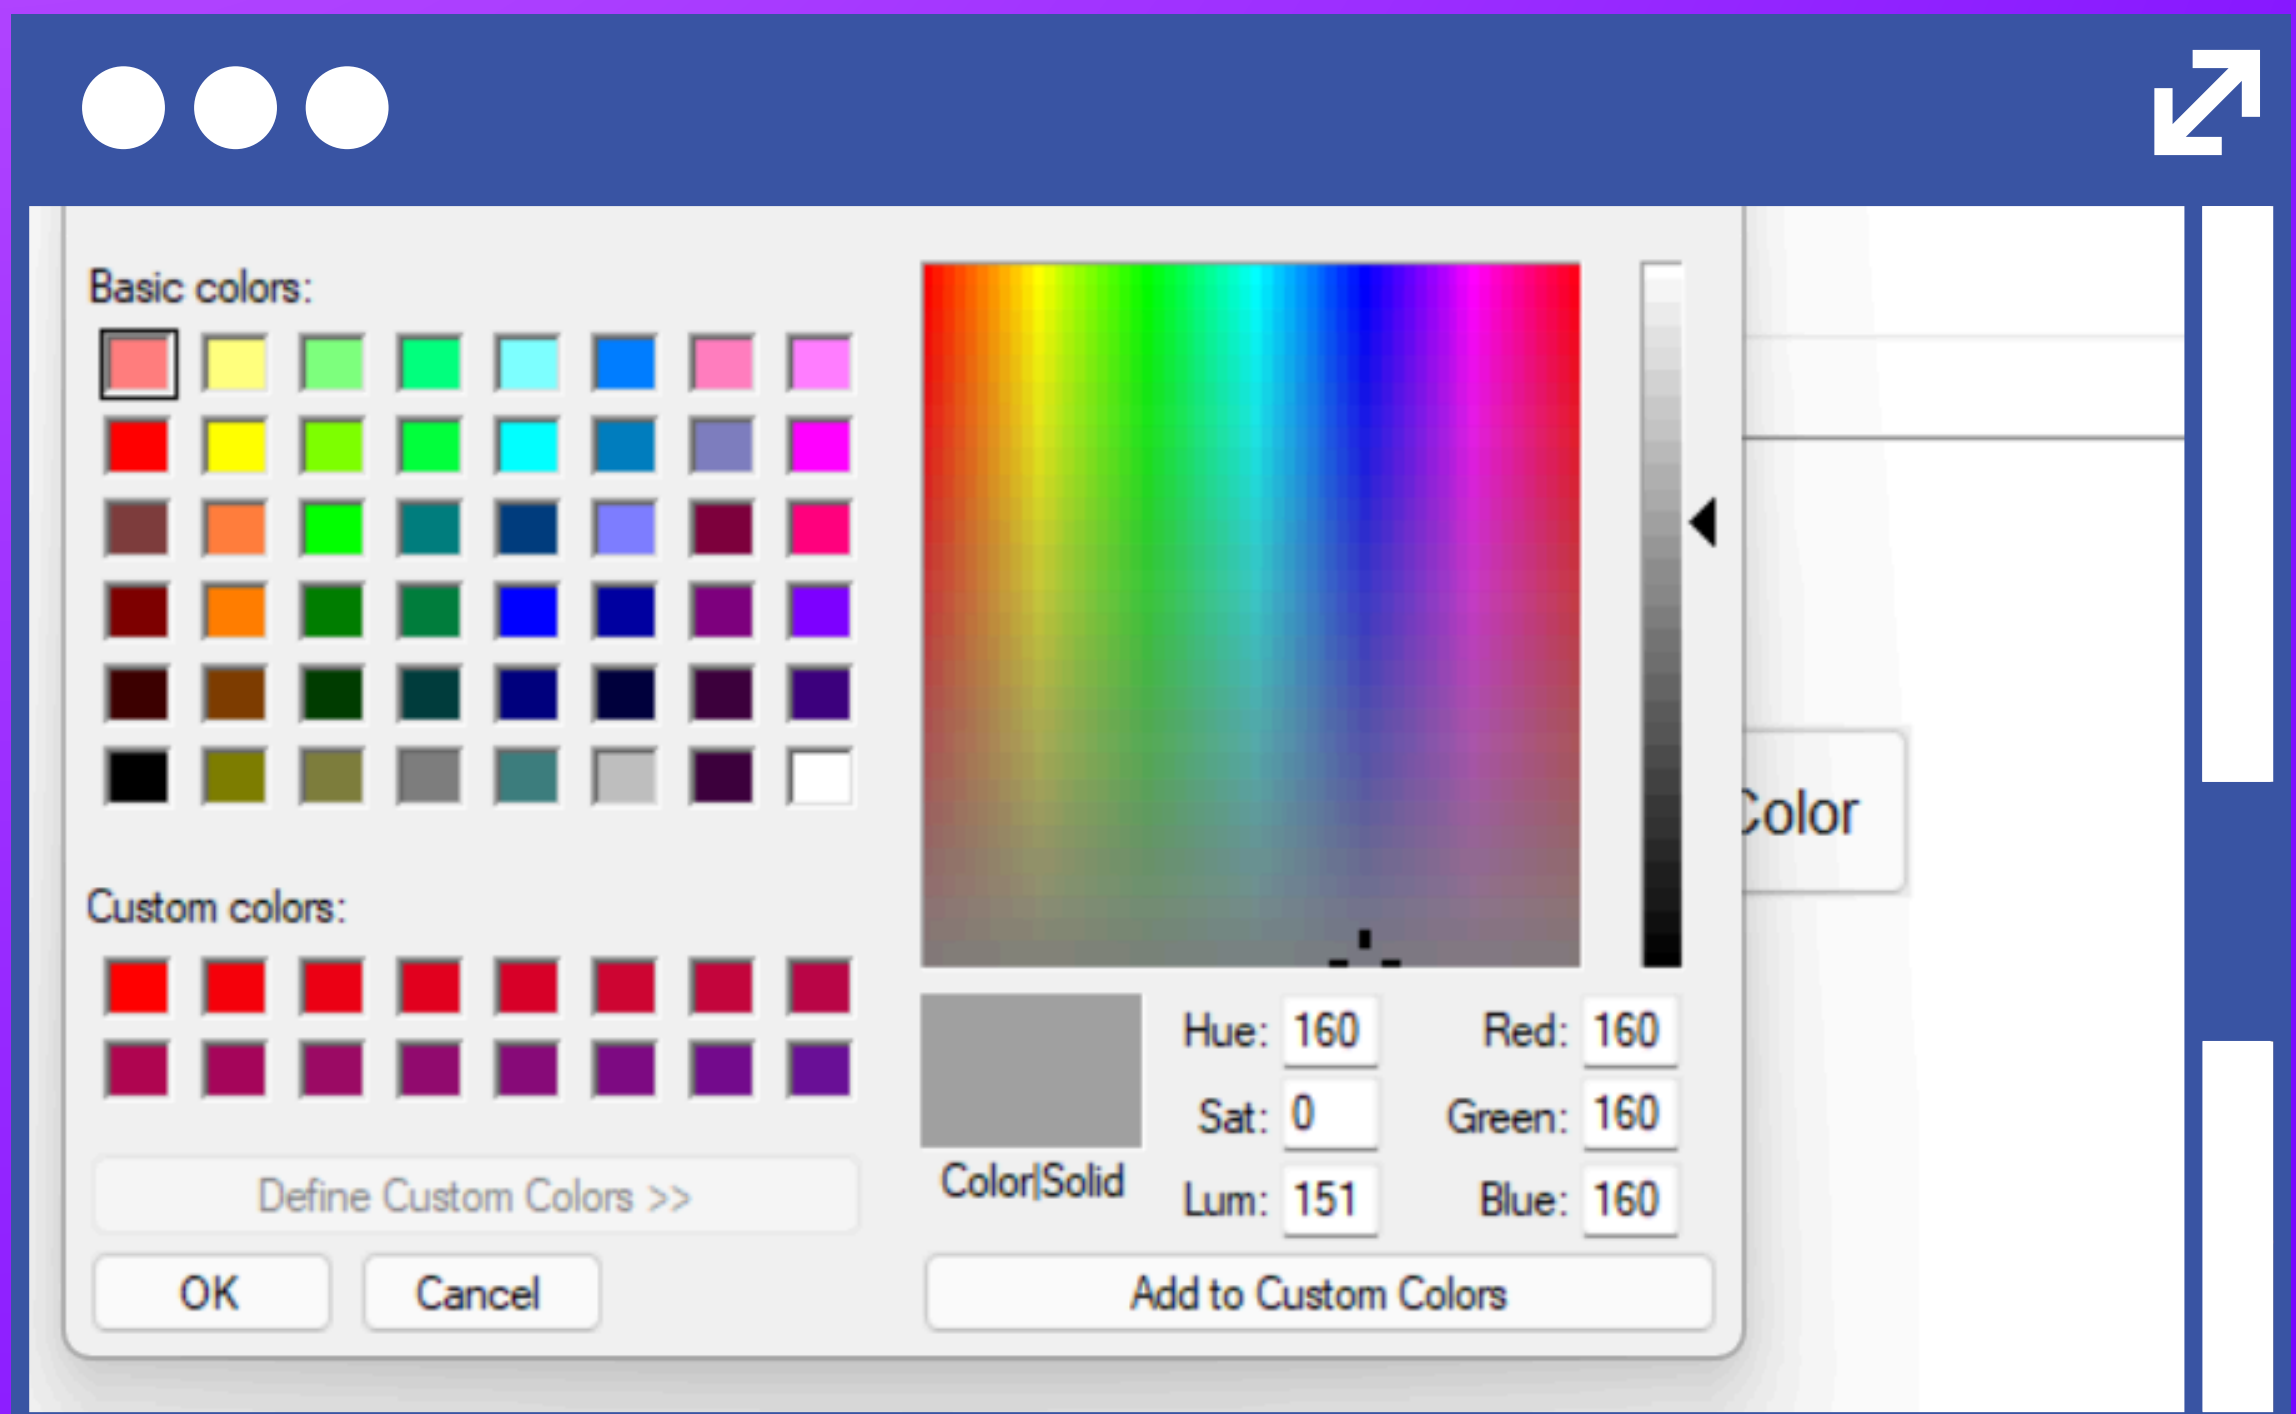 Basic colors:
Custom colors:
Define Custom Colors >>
OK
Cancel
Hue: 160
Sat: 0
Lum: 151
Red: 160
Green: 160
Blue: 160
Color|Solid
Add to Custom Colors
Color